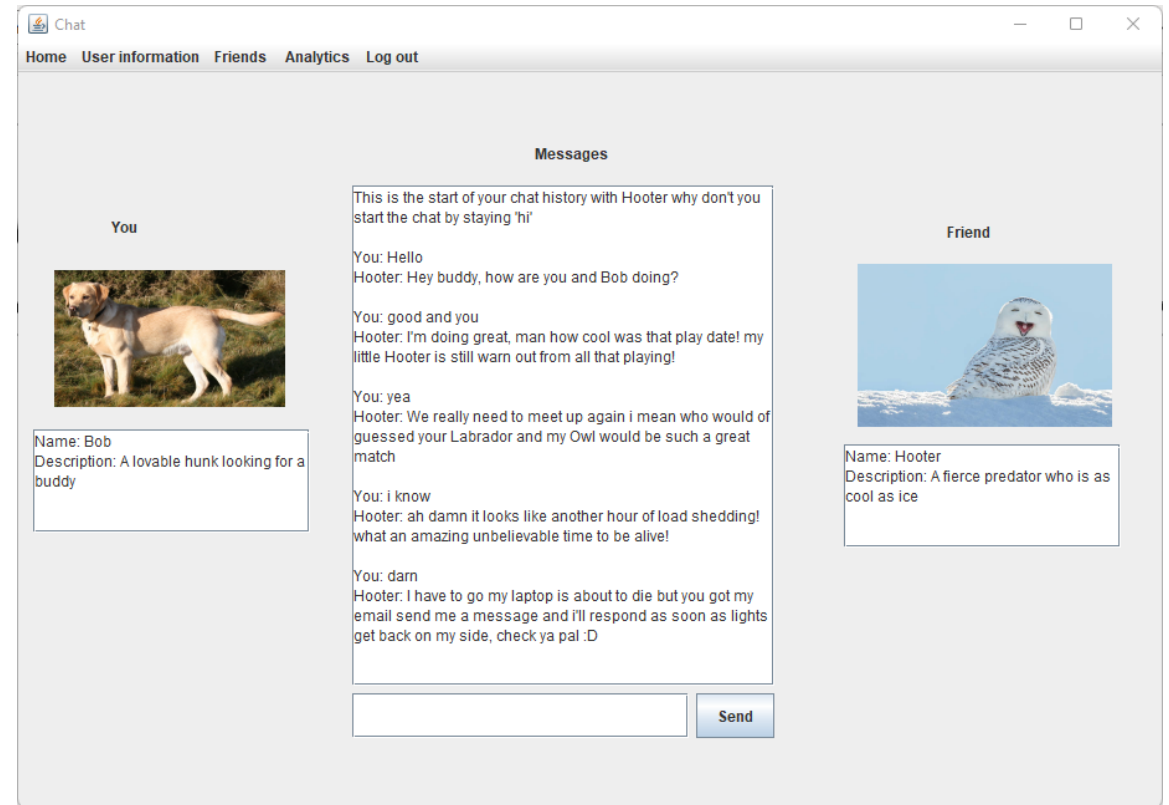 Chat
Home User information Friends Analytics Log out
Messages
You
Name: Bob
Description: A lovable hunk looking for a
buddy
This is the start of your chat history with Hooter why don't you
start the chat by staying 'hi'
You: Hello
Hooter: Hey buddy, how are you and Bob doing?
You: good and you
Hooter: I'm doing great, man how cool was that play date! my
little Hooter is still warn out from all that playing!
You: yea
Hooter: We really need to meet up again i mean who would of
guessed your Labrador and my Owl would be such a great
match
You: i know
Hooter: ah damn it looks like another hour of load shedding!
what an amazing unbelievable time to be alive!
You: darn
Hooter: I have to go my laptop is about to die but you got my
email send me a message and i'll respond as soon as lights
get back on my side, check ya pal :D
Send
Friend
Name: Hooter
Description: A fierce predator who is as
cool as ice